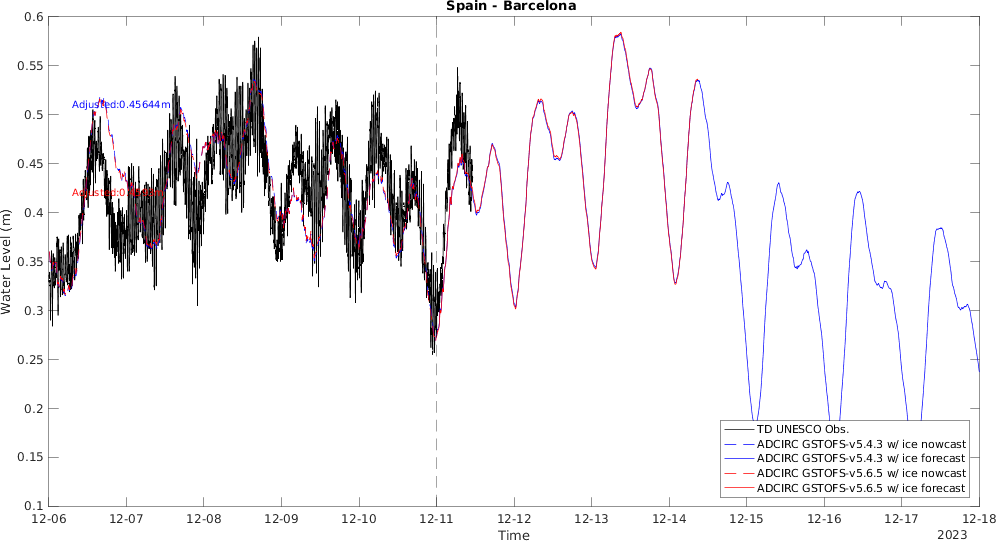 Spain - Barcelona
0.6
0.55
0.5
0.45
0.4
0.35
0.3
0.25
0.2
0.15
0.1
Water Level (m)
Adjusted:0.45644m
TD UNESCO Obs.
ADCIRC GSTOFS-v5.4.3 w/ ice nowcast
ADCIRC GSTOFS-v5.4.3 w/ ice forecast
ADCIRC GSTOFS-v5.6.5 w/ ice nowcast
ADCIRC GSTOFS-v5.6.5 w/ ice forecast
12-06 12-07 12-08 12-09 12-10 12-11 12-12 12-13 12-14 12-15 12-16 12-17 12-18
Time
2023